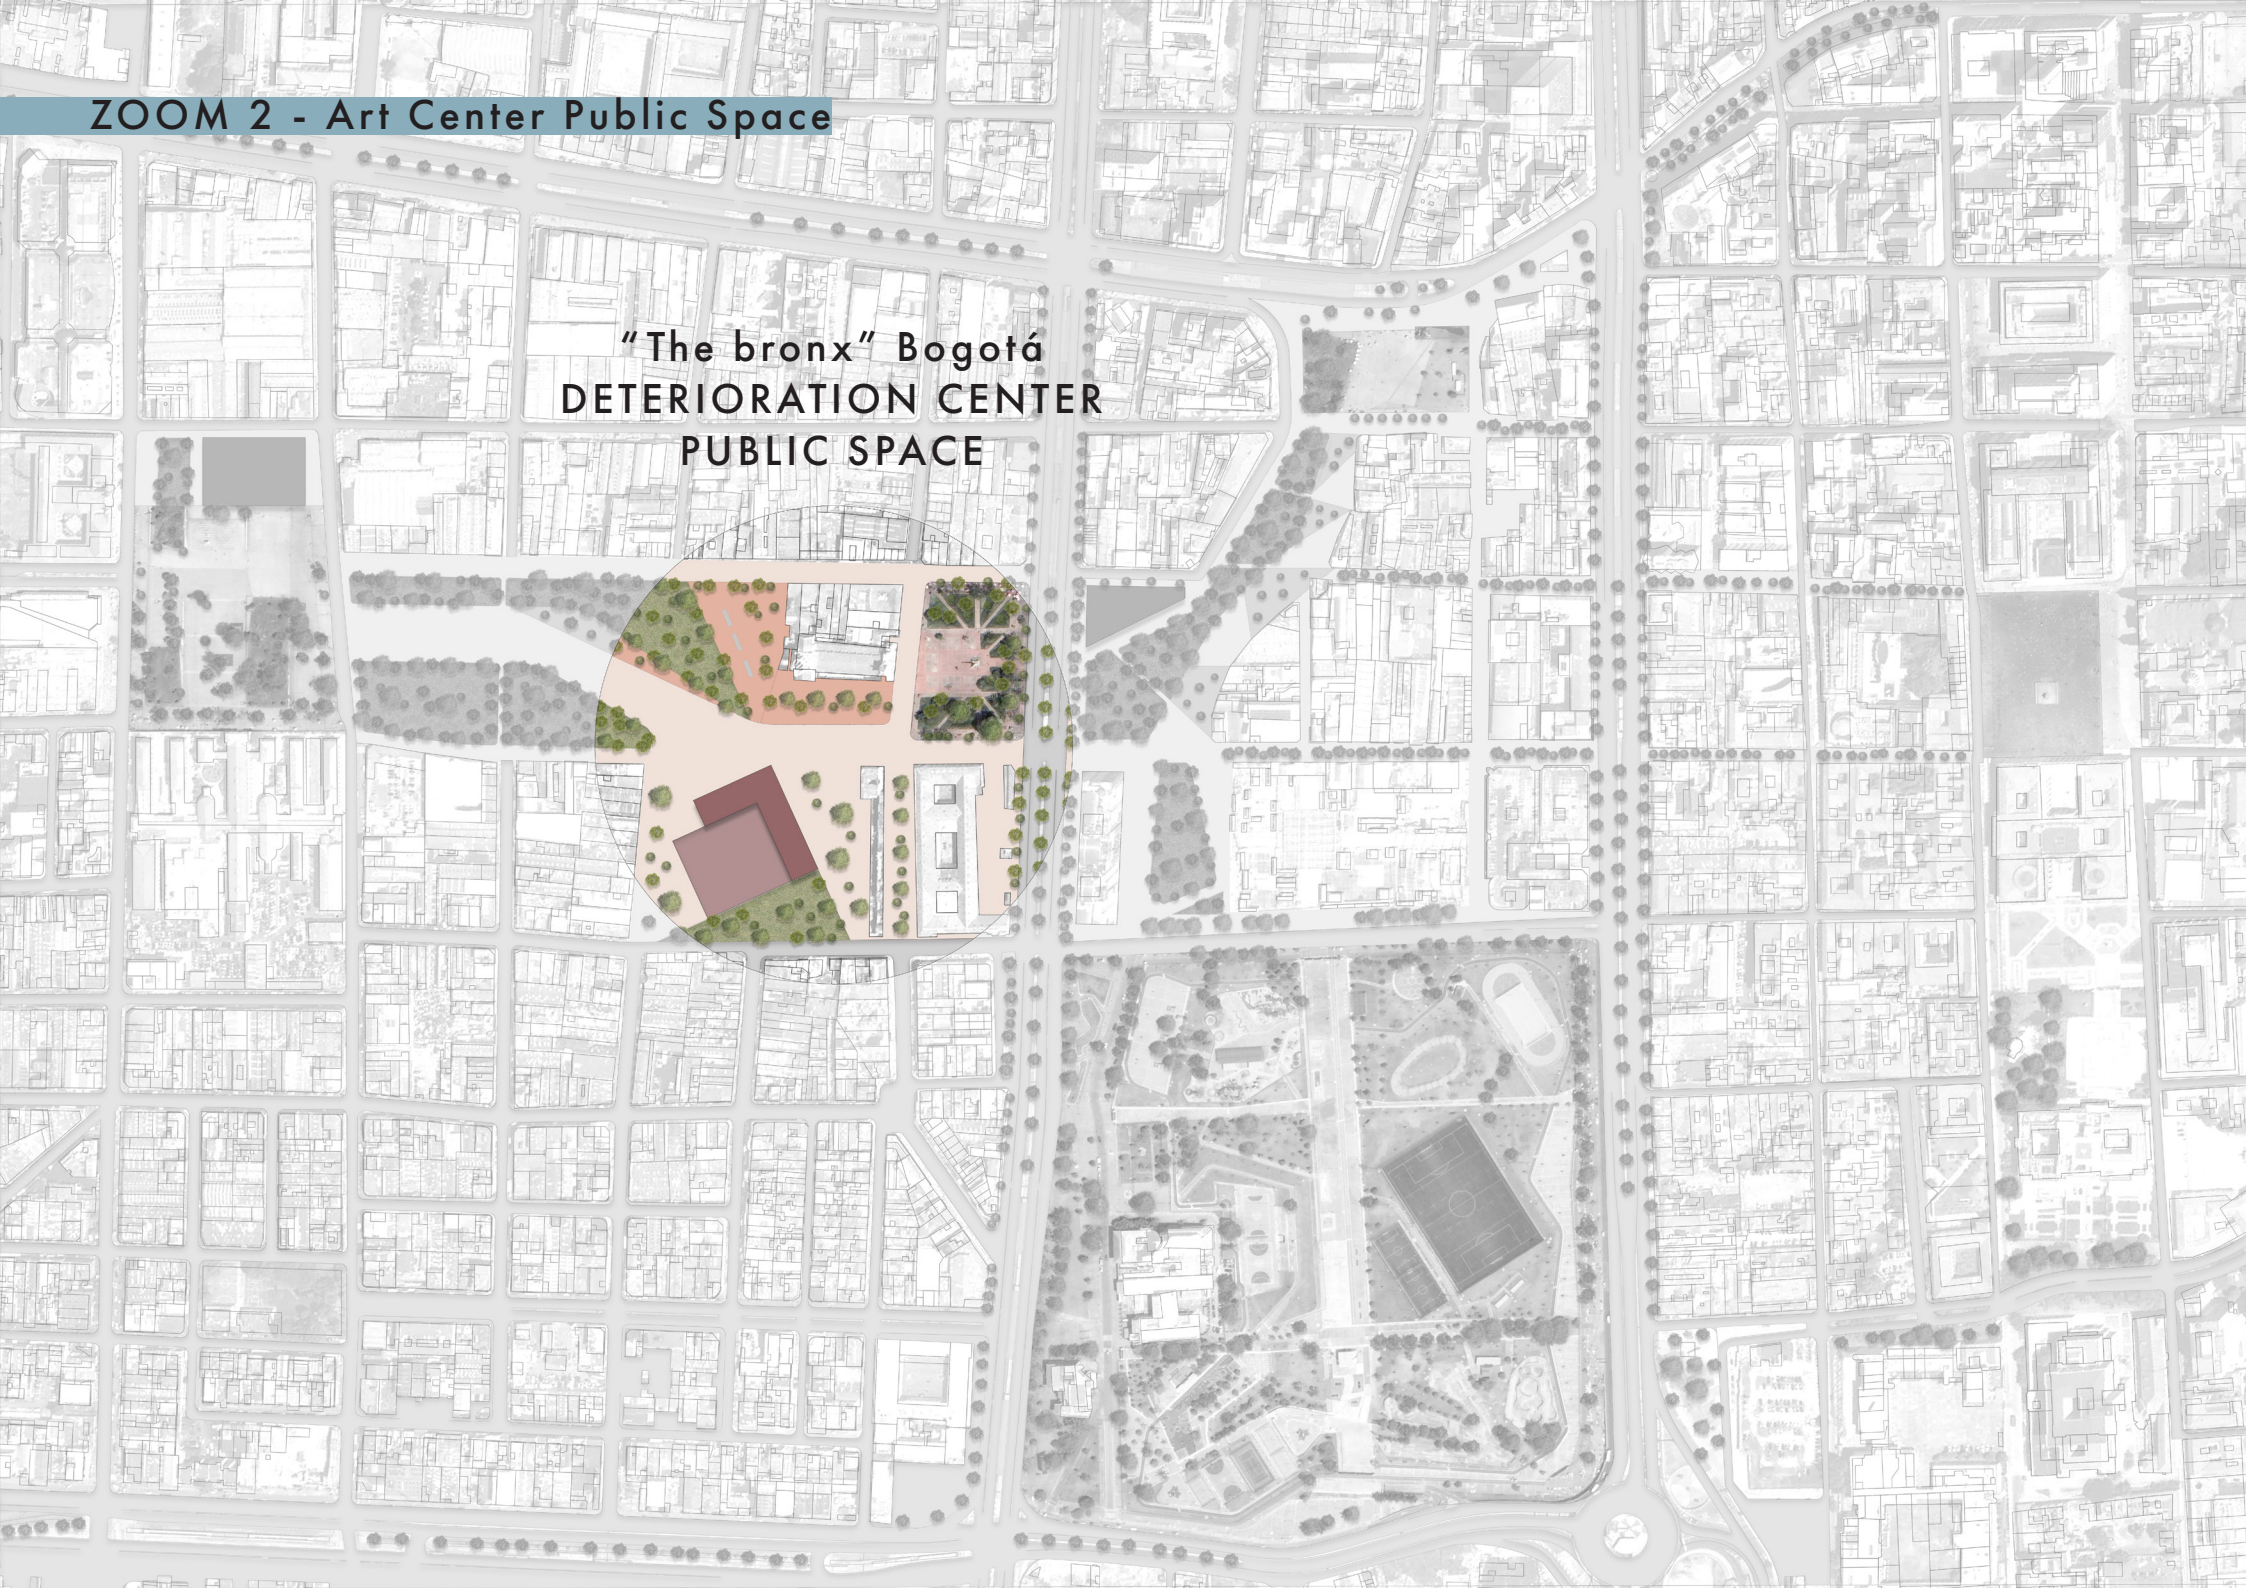 ZOOM 2 - Art Center Public Space
“The bronx” Bogotá
DETERIORATION CENTER
PUBLIC SPACE